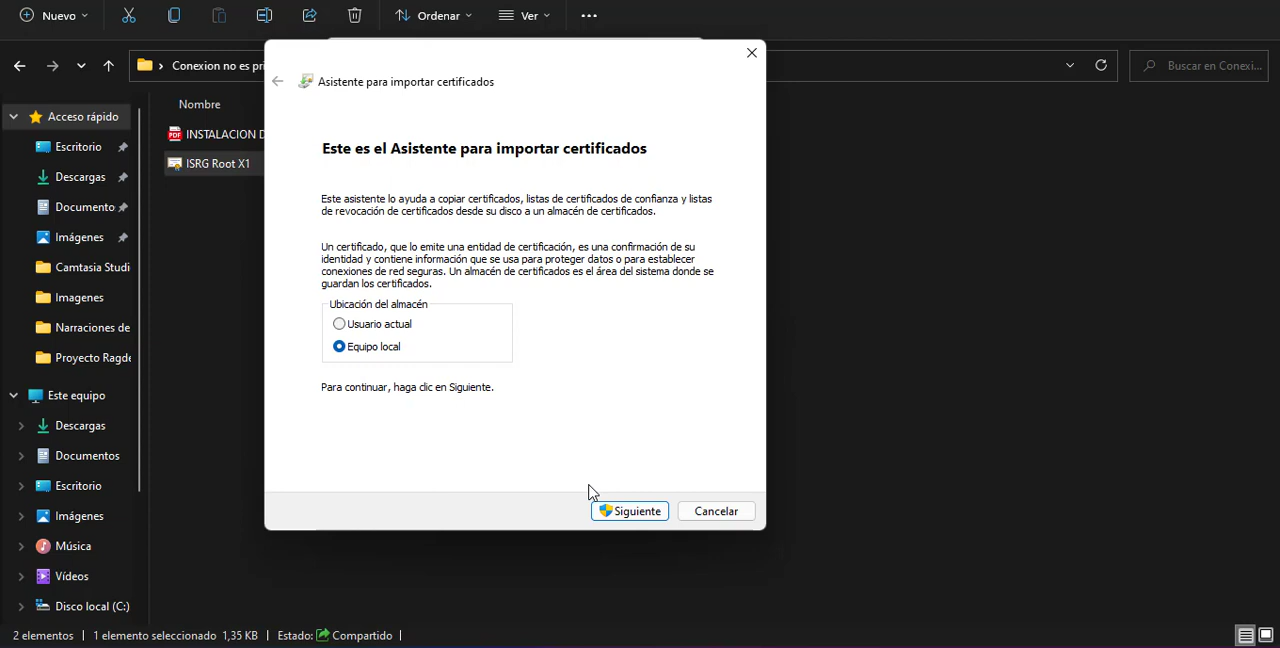 Nuevo
Ordenar
Ver
Conexion no es pri
Buscar en Conexi...
Acceso rápido
Escritorio
Descargas
Documento
Imágenes
Camtasia Studi
Imagenes
Narraciones de
Proyecto Ragde
Este equipo
Descargas
Documentos
Escritorio
Imágenes
Música
Vídeos
Disco local (C:)
Nombre
INSTALACION D
ISRG Root X1
Asistente para importar certificados
Este es el Asistente para importar certificados
Este asistente lo ayuda a copiar certificados, listas de certificados de confianza y listas
de revocación de certificados desde su disco a un almacén de certificados.
Un certificado, que lo emite una entidad de certificación, es una confirmación de su
identidad y contiene información que se usa para proteger datos o para establecer
conexiones de red seguras. Un almacén de certificados es el área del sistema donde se
guardan los certificados.
Ubicación del almacén
Usuario actual
Equipo local
Para continuar, haga clic en Siguiente.
Siguiente
Cancelar
2 elementos
1 elemento seleccionado 1,35 KB
Estado: Compartido